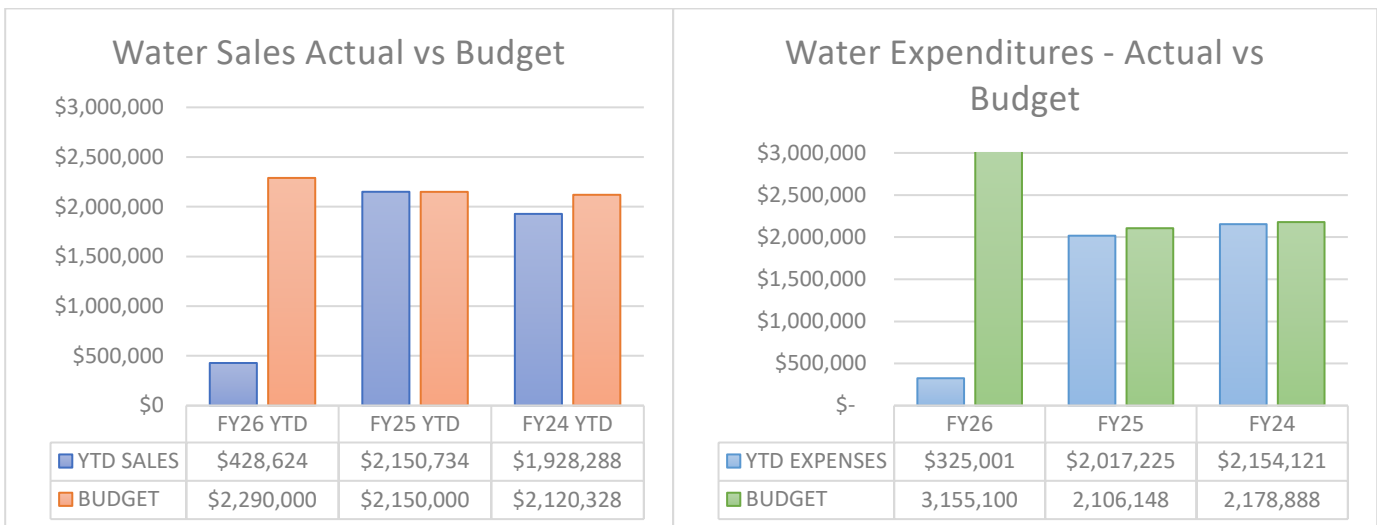 Water Sales Actual vs Budget
$3,000,000
$2,500,000
$2,000,000
$1,500,000
$1,000,000
$500,000
$0
FY26 YTD FY25 YTD FY24 YTD
YTD SALES $428,624 $2,150,734 $1,928,288
BUDGET $2,290,000 $2,150,000 $2,120,328
Water Expenditures - Actual vs
Budget
$3,000,000
$2,500,000
$2,000,000
$1,500,000
$1,000,000
$500,000
$-
FY26 FY25 FY24
YTD EXPENSES $325,001 $2,017,225 $2,154,121
BUDGET 3,155,100 2,106,148 2,178,888